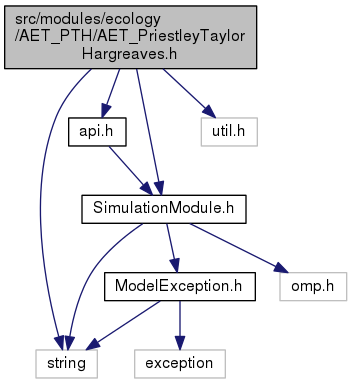 src/modules/ecology
/AET_PTH/AET_PriestleyTaylor
Hargreaves.h
api.h
util.h
SimulationModule.h
ModelException.h
omp.h
string
exception